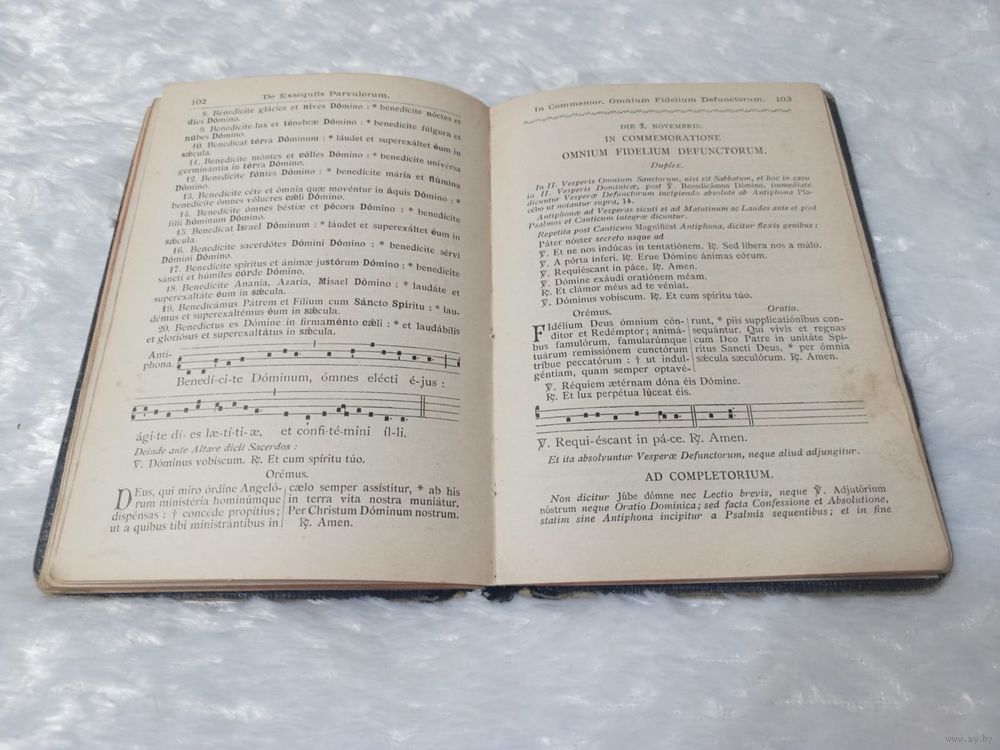 102 De Exsequiis Parvulorum.
8. Benedícite glácies et nives Dómino : * benedícite nóctes et
díes Dómino.
9. Benedícite lux et ténebræ Dómino : * benedícite fúlgura et
núbes Dómino.
10. Benedícat térra Dóminum : * láudet et superexáltet éum in
sǽcula.
11. Benedícite móntes et cólles Dómino : * benedícite univérsa
germinántia in térra Dómino.
12. Benedícite fóntes Dómino : * benedícite mária et flúmina
Dómino.
13. Benedícite céte et ómnia quæ movéntur in áquis Dómino : *
benedícite ómnes vólucres cæli Dómino.
14. Benedícite ómnes béstiæ et pécora Dómino : * benedícite
fílii hóminum Dómino.
15. Benedícat Israel Dóminum : * láudet et superexáltet éum in
sǽcula.
16. Benedícite sacerdótes Dómini Dómino : * benedícite sérvi
Dómini Dómino.
17. Benedícite spíritus et ánimæ justórum Dómino : * benedícite
sáncti et húmiles córde Dómino.
18. Benedícite Ananía, Azaría, Mísael Dómino : * laudáte et
superexaltáte éum in sǽcula.
19. Benedicámus Pátrem et Fílium cum Sáncto Spíritu : * lau-
démus et superexaltémus éum in sǽcula.
20. Benedíctus es Dómine in firmaménto cæli : * et laudábilis
et gloriósus et superexaltátus in sǽcula.
Anti-
phona.
Benedí-ci-te Dóminum, ómnes elécti é-jus :
ági-te dí-es læ-tí-ti-æ, et confi-té-mini íl-li.
Deinde ante Altare dicit Sacerdos :
℣. Dóminus vobíscum. ℟. Et cum spíritu túo.
Orémus.
DEus, qui miro órdine Angeló-
rum ministéria hominúmque
dispénsas : † concéde propítius ;
ut a quibus tibi ministrántibus in
cælo semper assístitur, * ab his
in terra vita nostra muniátur,
Per Christum Dóminum nostrum.
℟. Amen.
In Commemor. Omnium Fidelium Defunctorum. 103
DIE 2. NOVEMBRIS.
IN COMMEMORATIONE
OMNIUM FIDELIUM DEFUNCTORUM.
Duplex.
In II. Vesperis Omnium Sanctorum, nisi sit Sabbatum, et hoc in casu
in II. Vesperis Dominicæ, post ℣. Benedicámus Dómino, immediate
dicuntur Vesperæ Defunctorum incipiendo absolute ab Antiphona Pla-
cébo ut notantur supra, 14.
Antiphonæ ad Vesperas sicuti et ad Matutinum ac Laudes ante et post
Psalmos et Canticum integræ dicuntur.
Repetita post Canticum Magníficat Antiphona, dicitur flexis genibus :
Páter nóster secreto usque ad
℣. Et ne nos indúcas in tentatiónem. ℟. Sed líbera nos a málo.
℣. A pórta ínferi. ℟. Erue Dómine ánimas eórum.
℣. Requiéscant in páce. ℟. Amen.
℣. Dómine exáudi oratiónem méam.
℟. Et clámor méus ad te véniat.
℣. Dóminus vobíscum. ℟. Et cum spíritu túo.
Orémus. Oratio.
FIdélium Deus ómnium cón-
ditor et Redémptor ; animá-
bus famulórum, famularúmque
tuárum remissiónem cunctórum
tríbue peccatórum : † ut indul-
géntiam, quam semper optavé-
runt, * piis supplicatiónibus con-
sequántur. Qui vivis et regnas
cum Deo Patre in unitáte Spí-
ritus Sancti Deus, * per ómnia
sǽcula sæculórum. ℟. Amen.
℣. Réquiem ætérnam dóna éis Dómine.
℟. Et lux perpétua lúceat éis.
℣. Requi-éscant in pá-ce. ℟. Amen.
Et ita absolvuntur Vesperæ Defunctorum, neque aliud adjungitur.
AD COMPLETORIUM.
Non dicitur Júbe dómne nec Lectio brevis, neque ℣. Adjutórium
nóstrum neque Oratio Dominica ; sed facta Confessione et Absolutione,
statim sine Antiphona incipitur a Psalmis sequentibus ; et in fine
www.ay.by